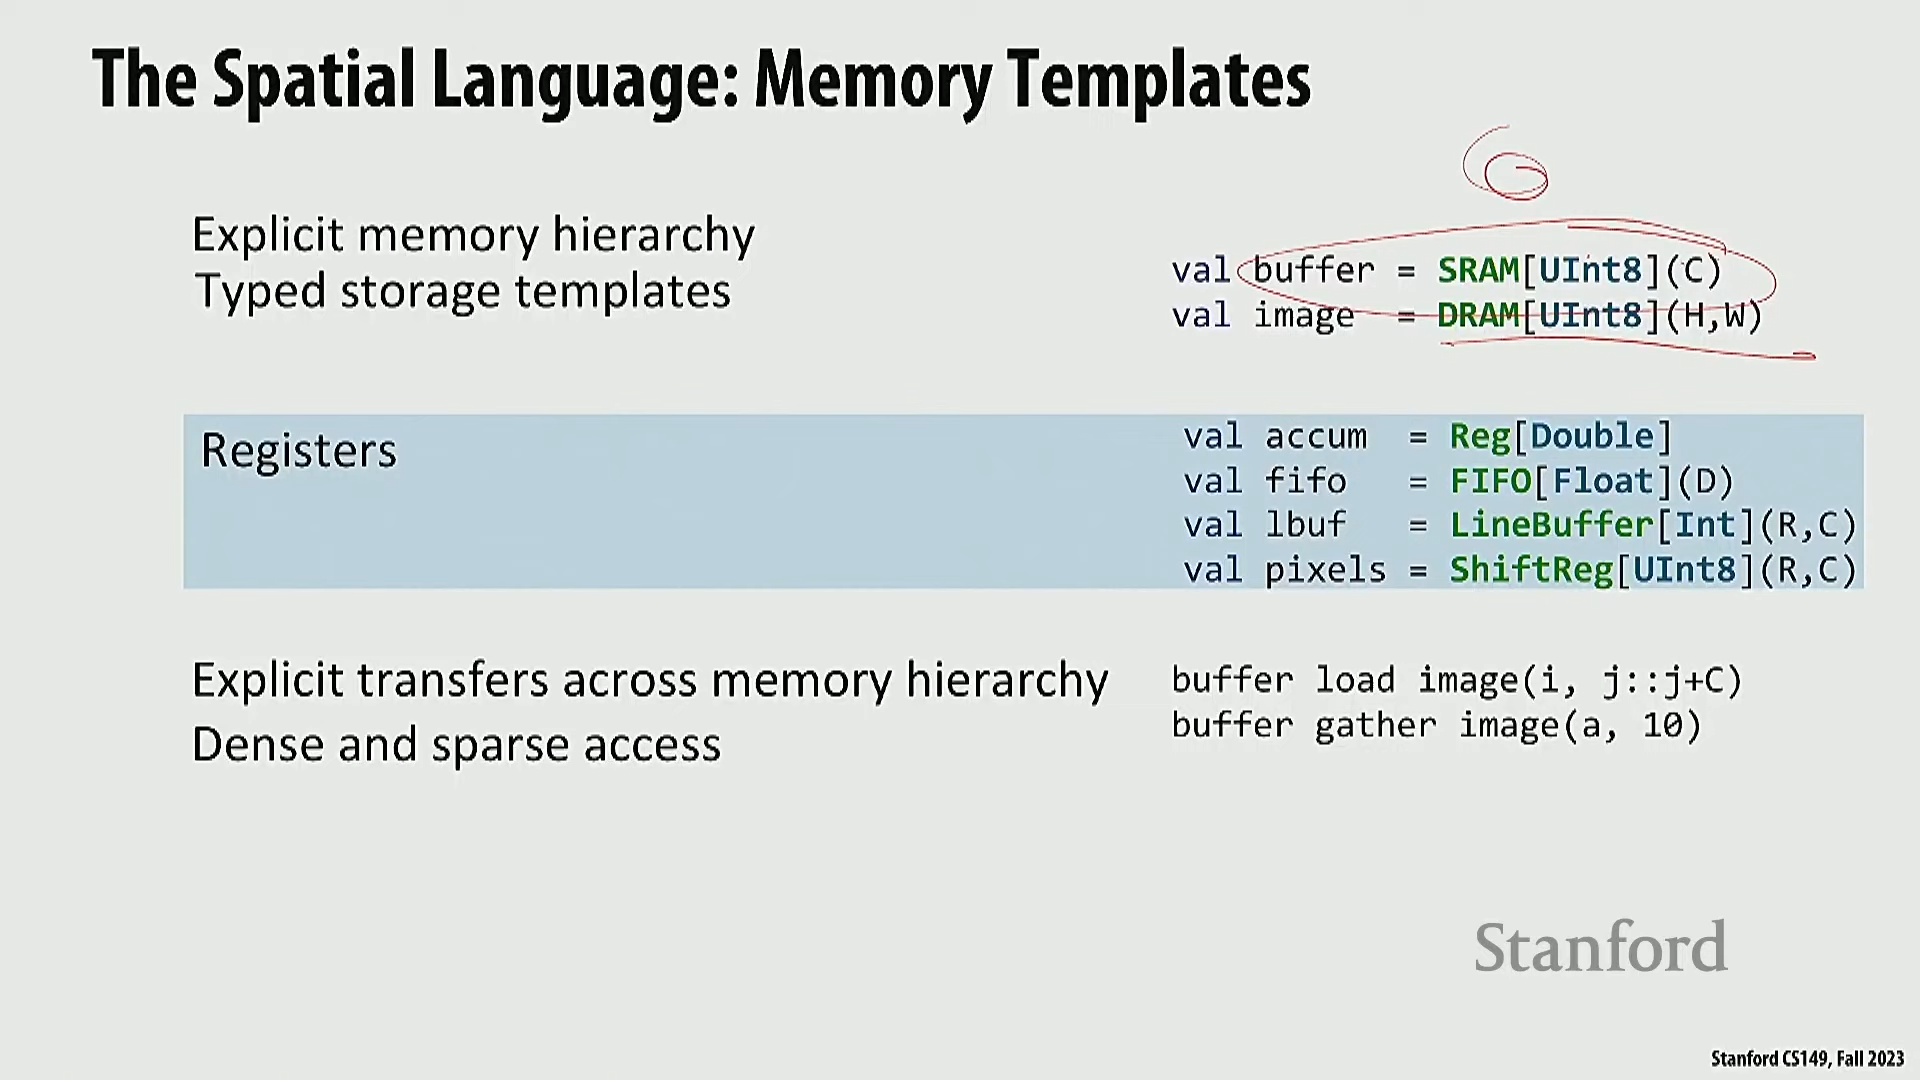 The Spatial Language: Memory Templates
Explicit memory hierarchy
Typed storage templates
val buffer = SRAM[UInt8](C)
val image = DRAM[UInt8](H,W)
Registers
val accum = Reg[Double]
val fifo = FIFO[Float](D)
val lbuf = LineBuffer[Int](R,C)
val pixels = ShiftReg[UInt8](R,C)
Explicit transfers across memory hierarchy
Dense and sparse access
buffer load image(i, j::j+C)
buffer gather image(a, 10)
Stanford
Stanford CS149, Fall 2023